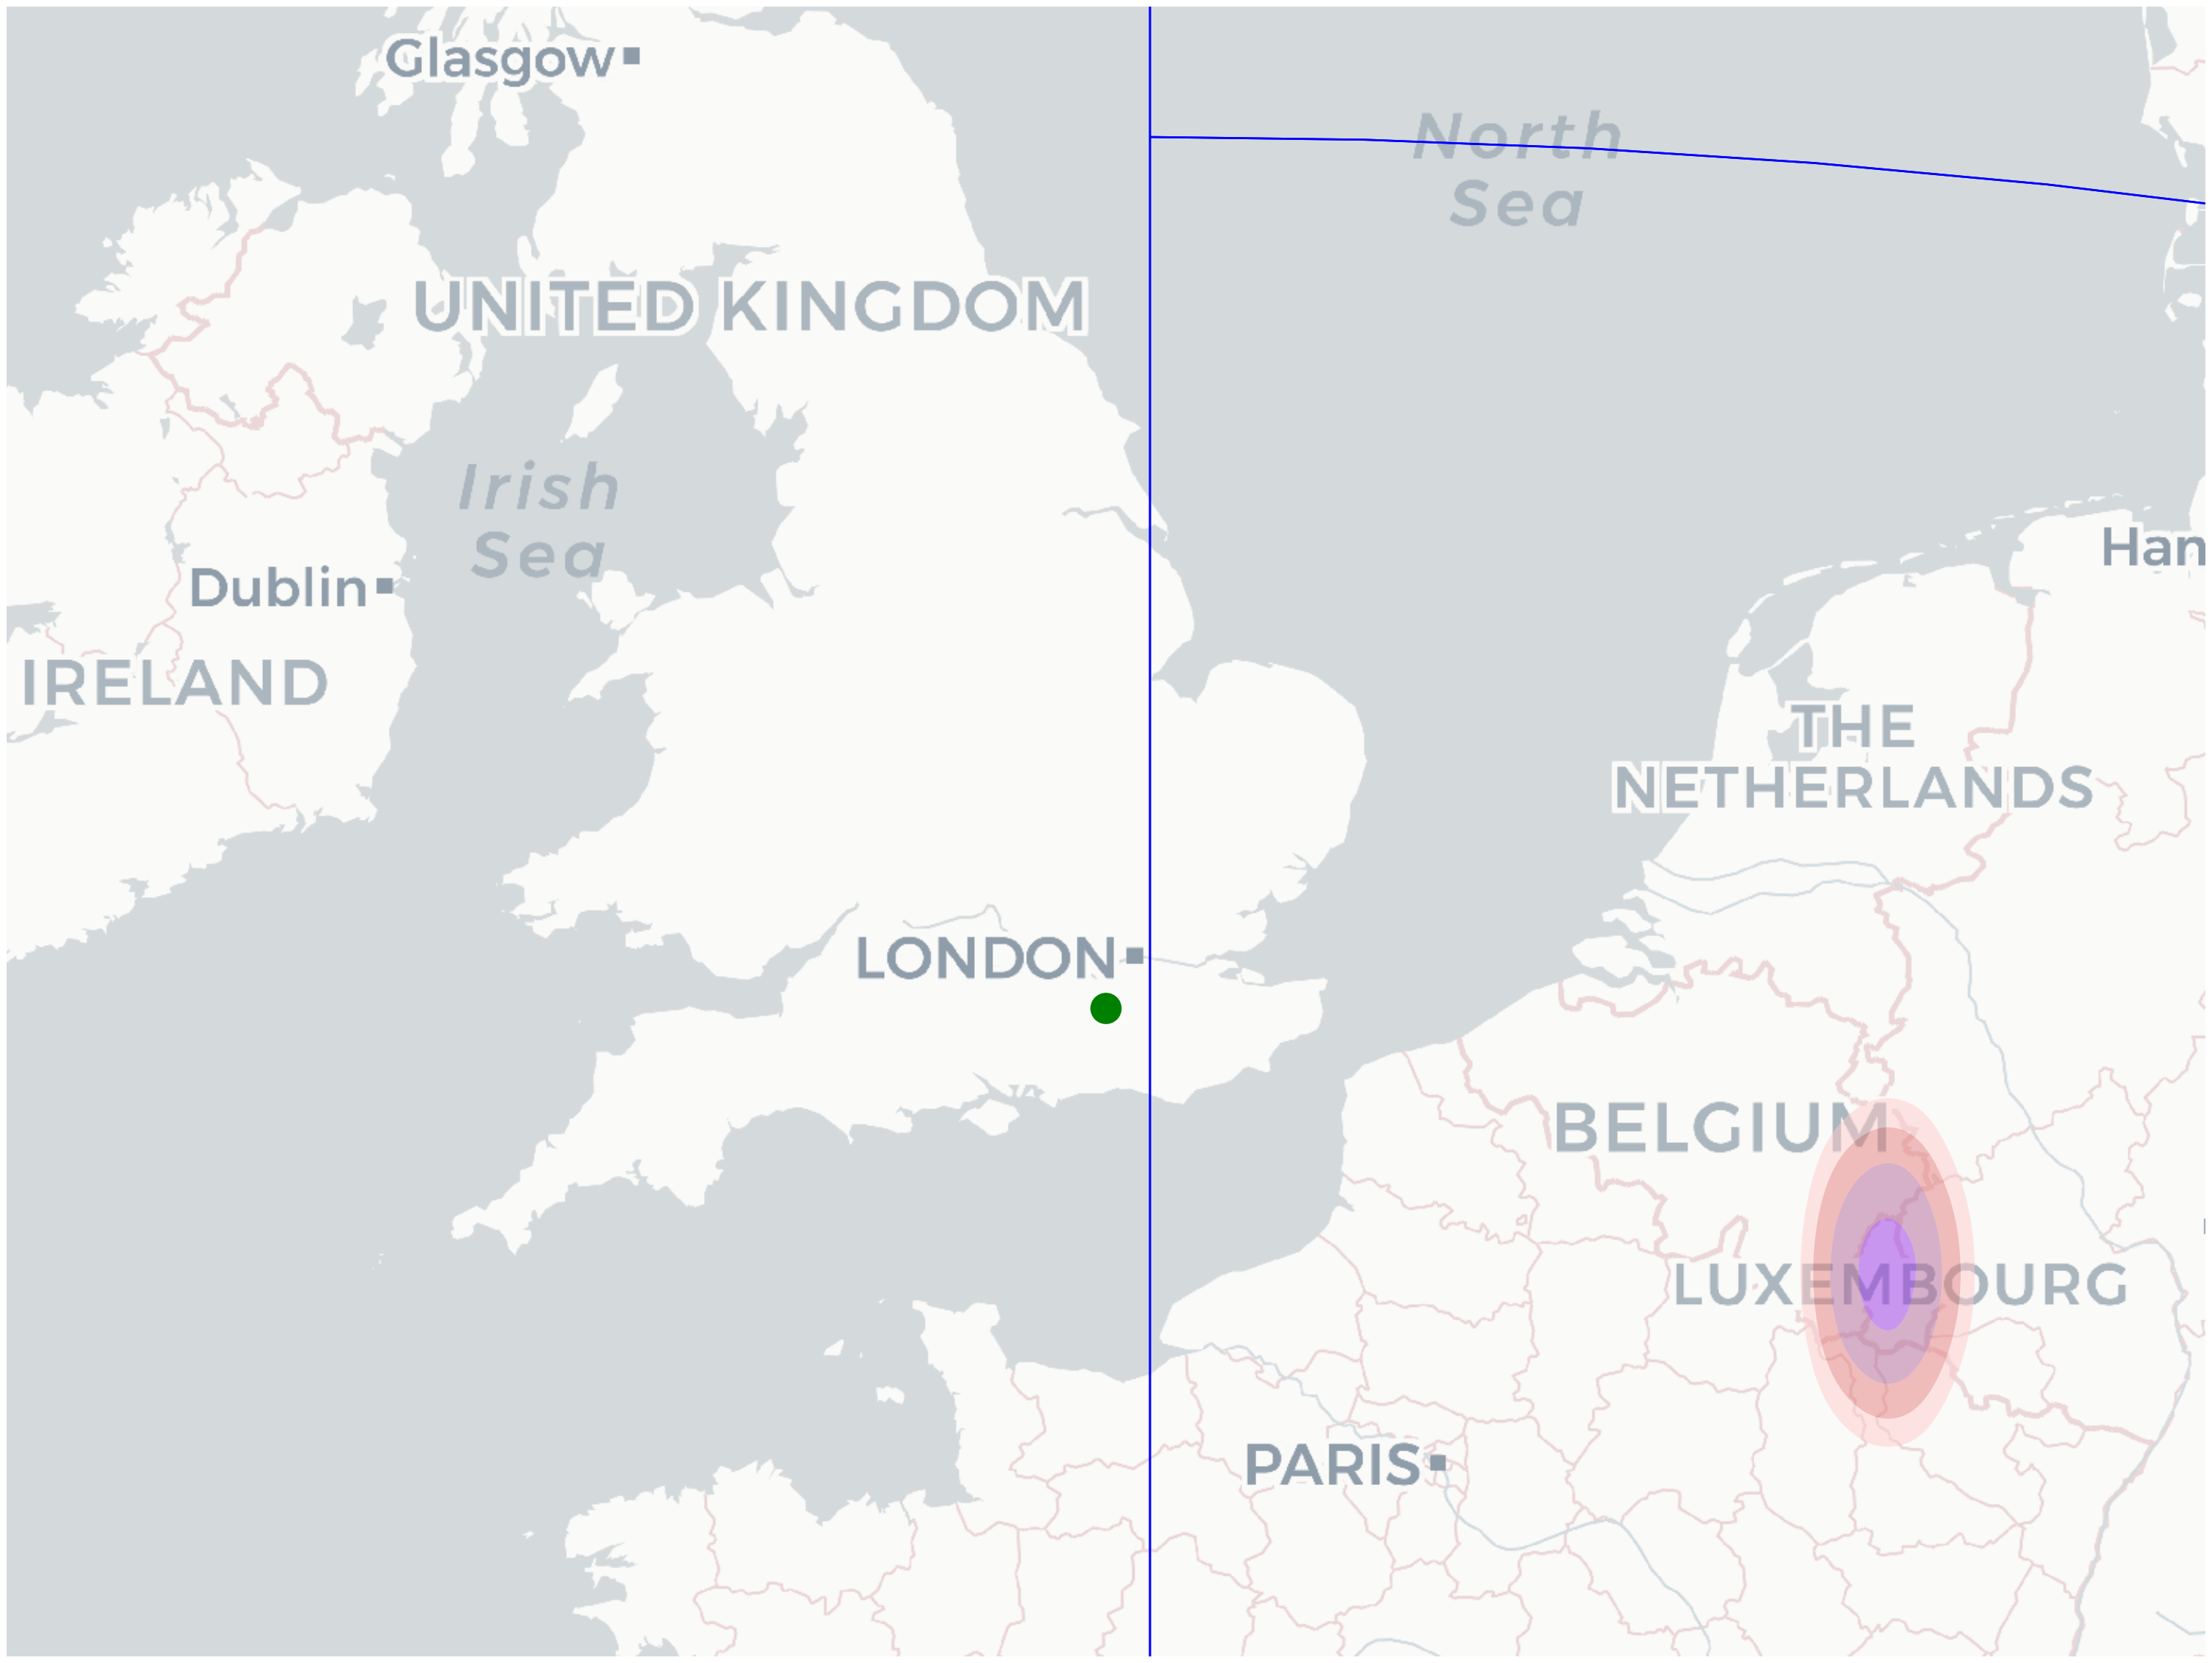 Glasgow
North
Sea
UNITED KINGDOM
Irish
Sea
Dublin
Han
IRELAND
THE
NETHERLANDS
LONDON
BELGIUM
LUXEMBOURG
PARIS